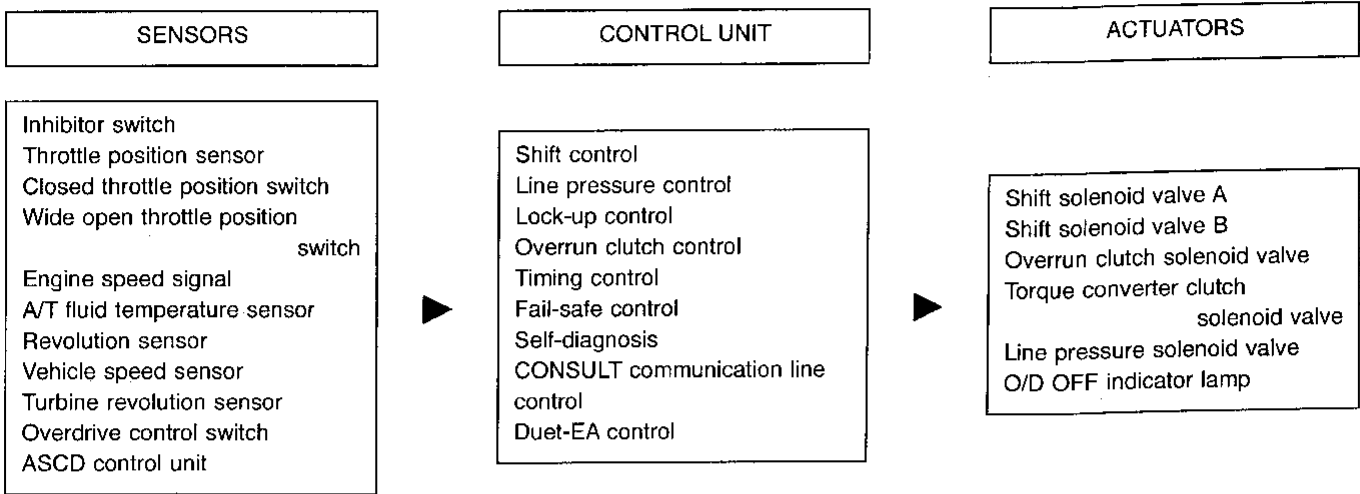 SENSORS
Inhibitor switch
Throttle position sensor
Closed throttle position switch
Wide open throttle position
switch
Engine speed signal
A/T fluid temperature sensor
Revolution sensor
Vehicle speed sensor
Turbine revolution sensor
Overdrive control switch
ASCD control unit
CONTROL UNIT
Shift control
Line pressure control
Lock-up control
Overrun clutch control
Timing control
Fail-safe control
Self-diagnosis
CONSULT communication line
control
Duet-EA control
ACTUATORS
Shift solenoid valve A
Shift solenoid valve B
Overrun clutch solenoid valve
Torque converter clutch
solenoid valve
Line pressure solenoid valve
O/D OFF indicator lamp